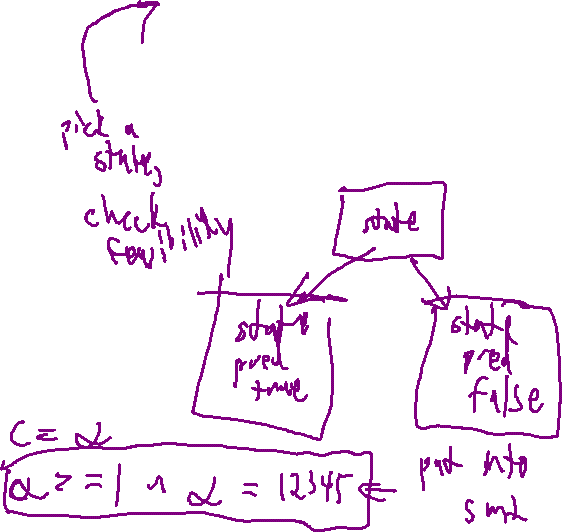 pick a
state,
check
feasibility
state
state
pred
true
state
pred
false
c = α
α >= 1 ∧ α = 12345
put into
smt